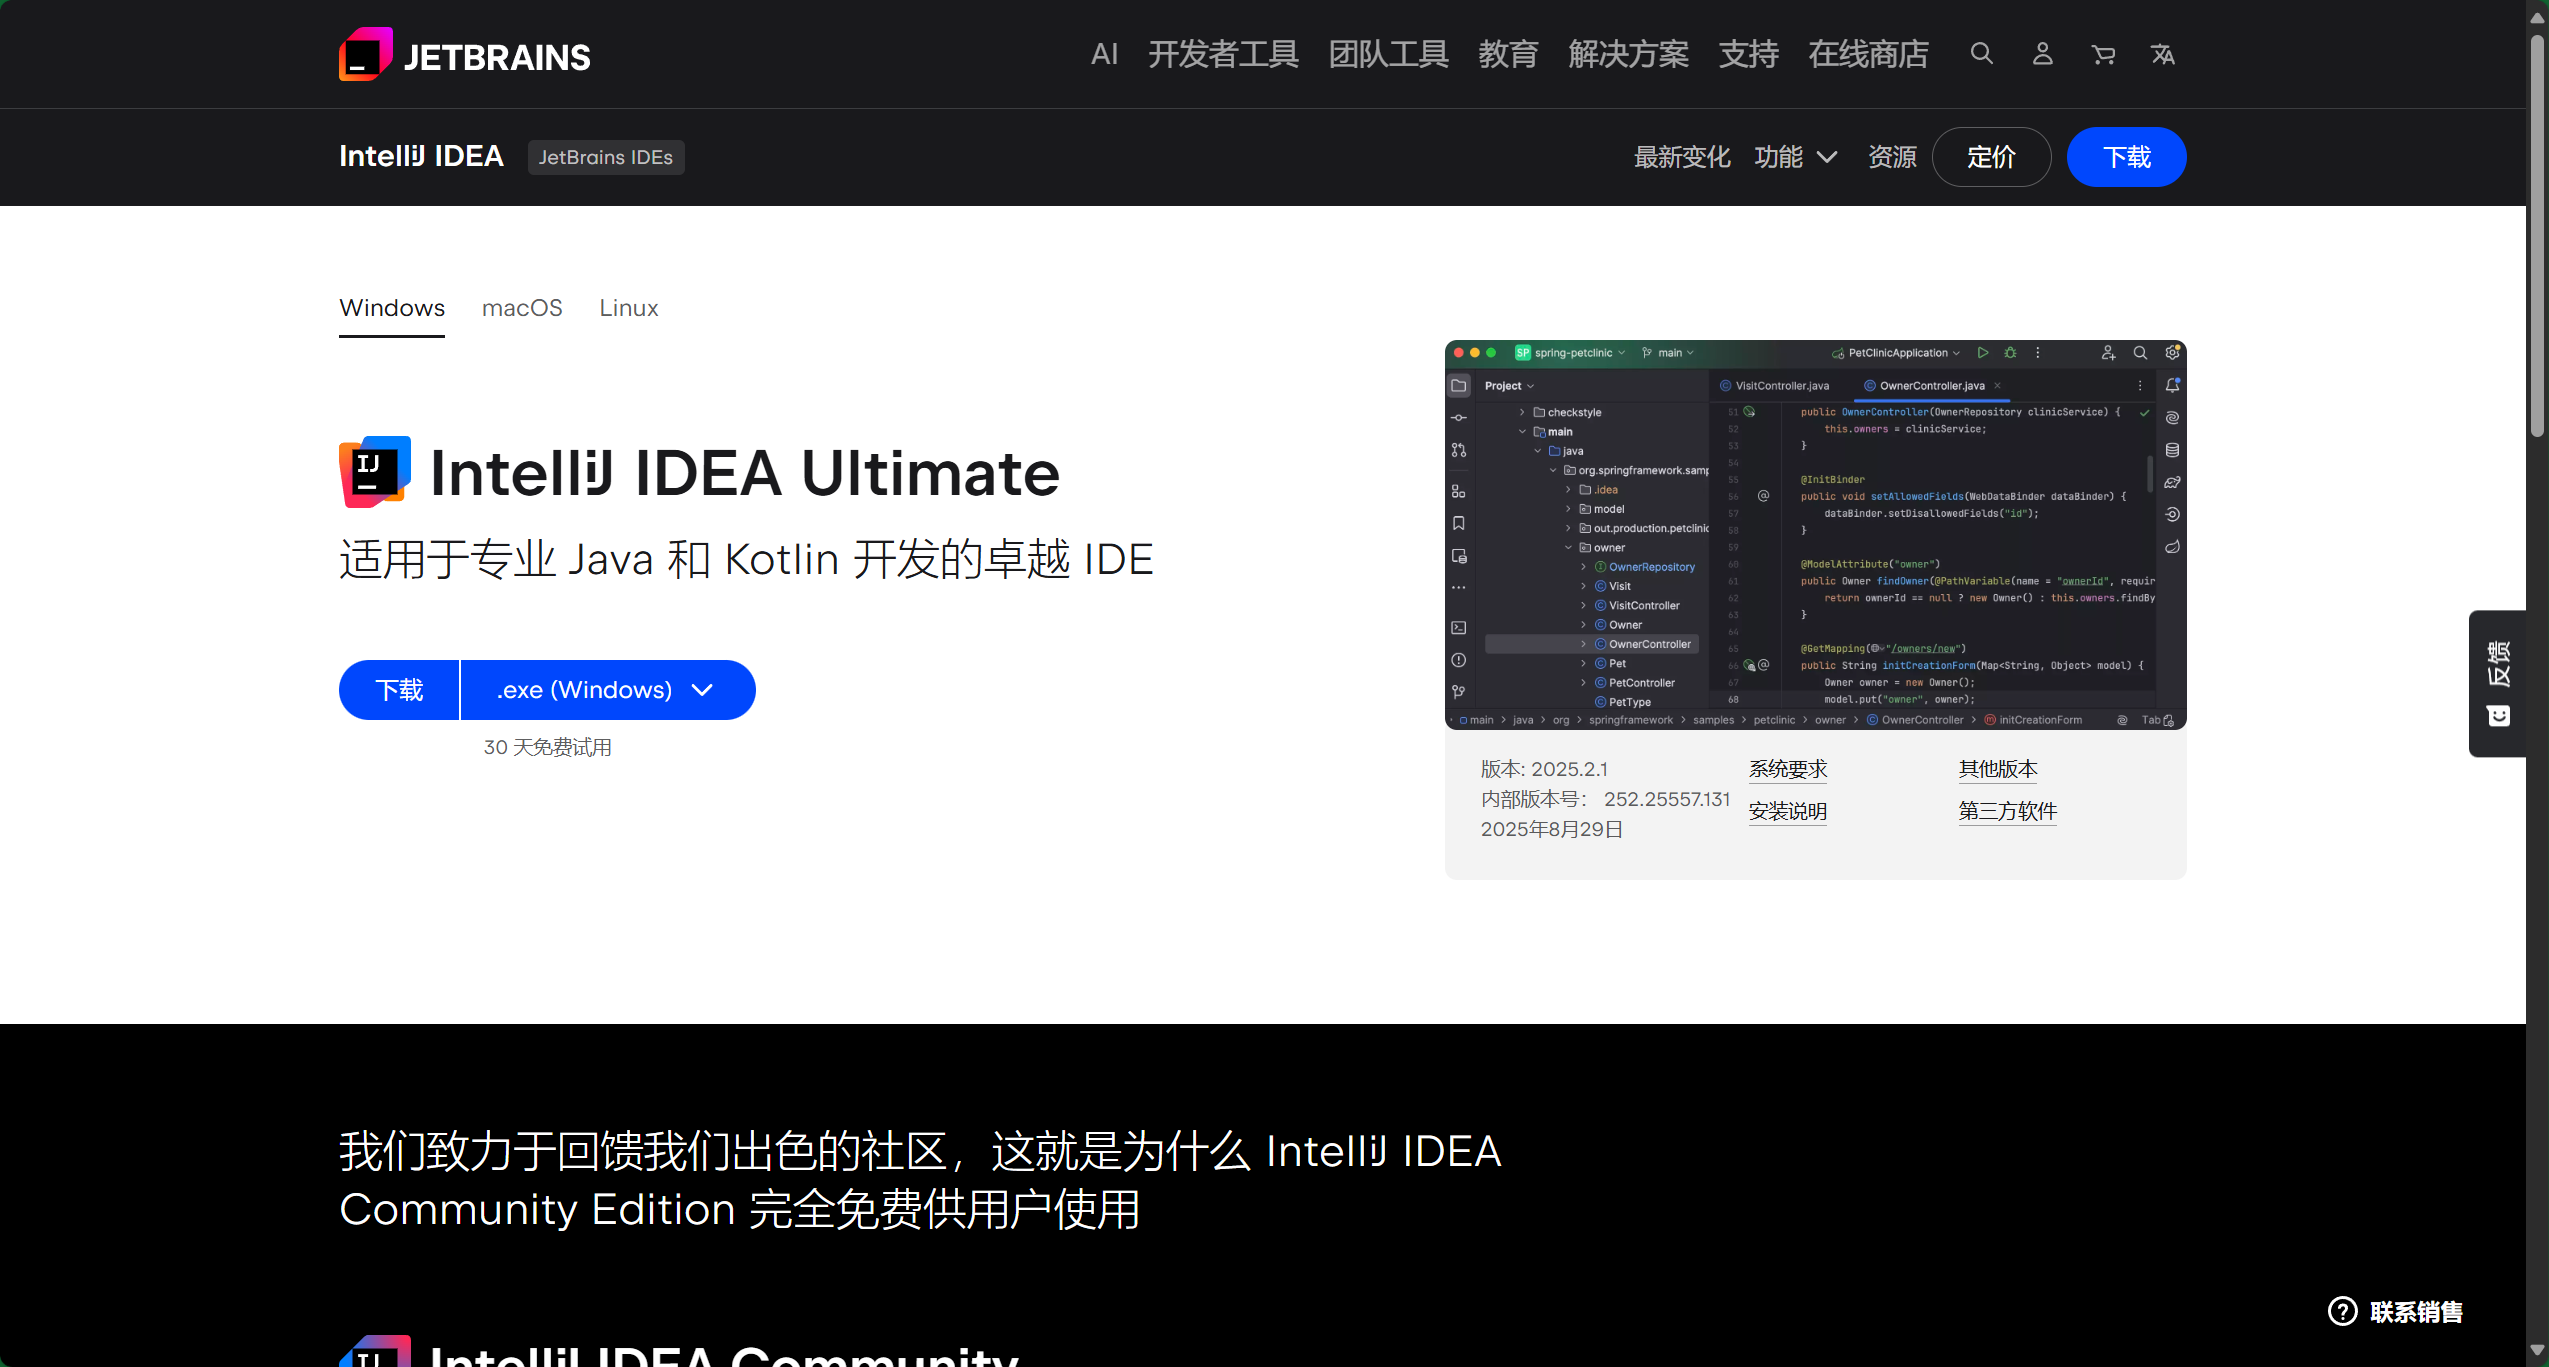 JETBRAINS
AI 开发者工具 团队工具 教育 解决方案 支持 在线商店
IntelliJ IDEA JetBrains IDEs
最新变化 功能 资源 定价 下载
Windows macOS Linux
IntelliJ IDEA Ultimate
适用于专业 Java 和 Kotlin 开发的卓越 IDE
下载 .exe (Windows)
30 天免费试用
SP spring-petclinic main PetClinicApplication
Project VisitController.java OwnerController.java
checkstyle
main
java
org.springframework.samp
.idea
model
out.production.petclinic
owner
OwnerRepository
Visit
VisitController
Owner
OwnerController
Pet
PetController
PetType
51 public OwnerController(OwnerRepository clinicService) {
52 this.owners = clinicService;
53 }
54
55 @InitBinder
56 public void setAllowedFields(WebDataBinder dataBinder) {
57 dataBinder.setDisallowedFields("id");
58 }
59
60 @ModelAttribute("owner")
61 public Owner findOwner(@PathVariable(name = "ownerId", requir
62 return ownerId == null ? new Owner() : this.owners.findBy
63 }
64
65 @GetMapping("/owners/new")
66 public String initCreationForm(Map<String, Object> model) {
67 Owner owner = new Owner();
68 model.put("owner", owner);
main > java > org > springframework > samples > petclinic > owner > OwnerController > initCreationForm Tab
版本: 2025.2.1
内部版本号： 252.25557.131
2025年8月29日
系统要求
安装说明
其他版本
第三方软件
反馈
我们致力于回馈我们出色的社区，这就是为什么 IntelliJ IDEA
Community Edition 完全免费供用户使用
IntelliJ IDEA Community
联系销售